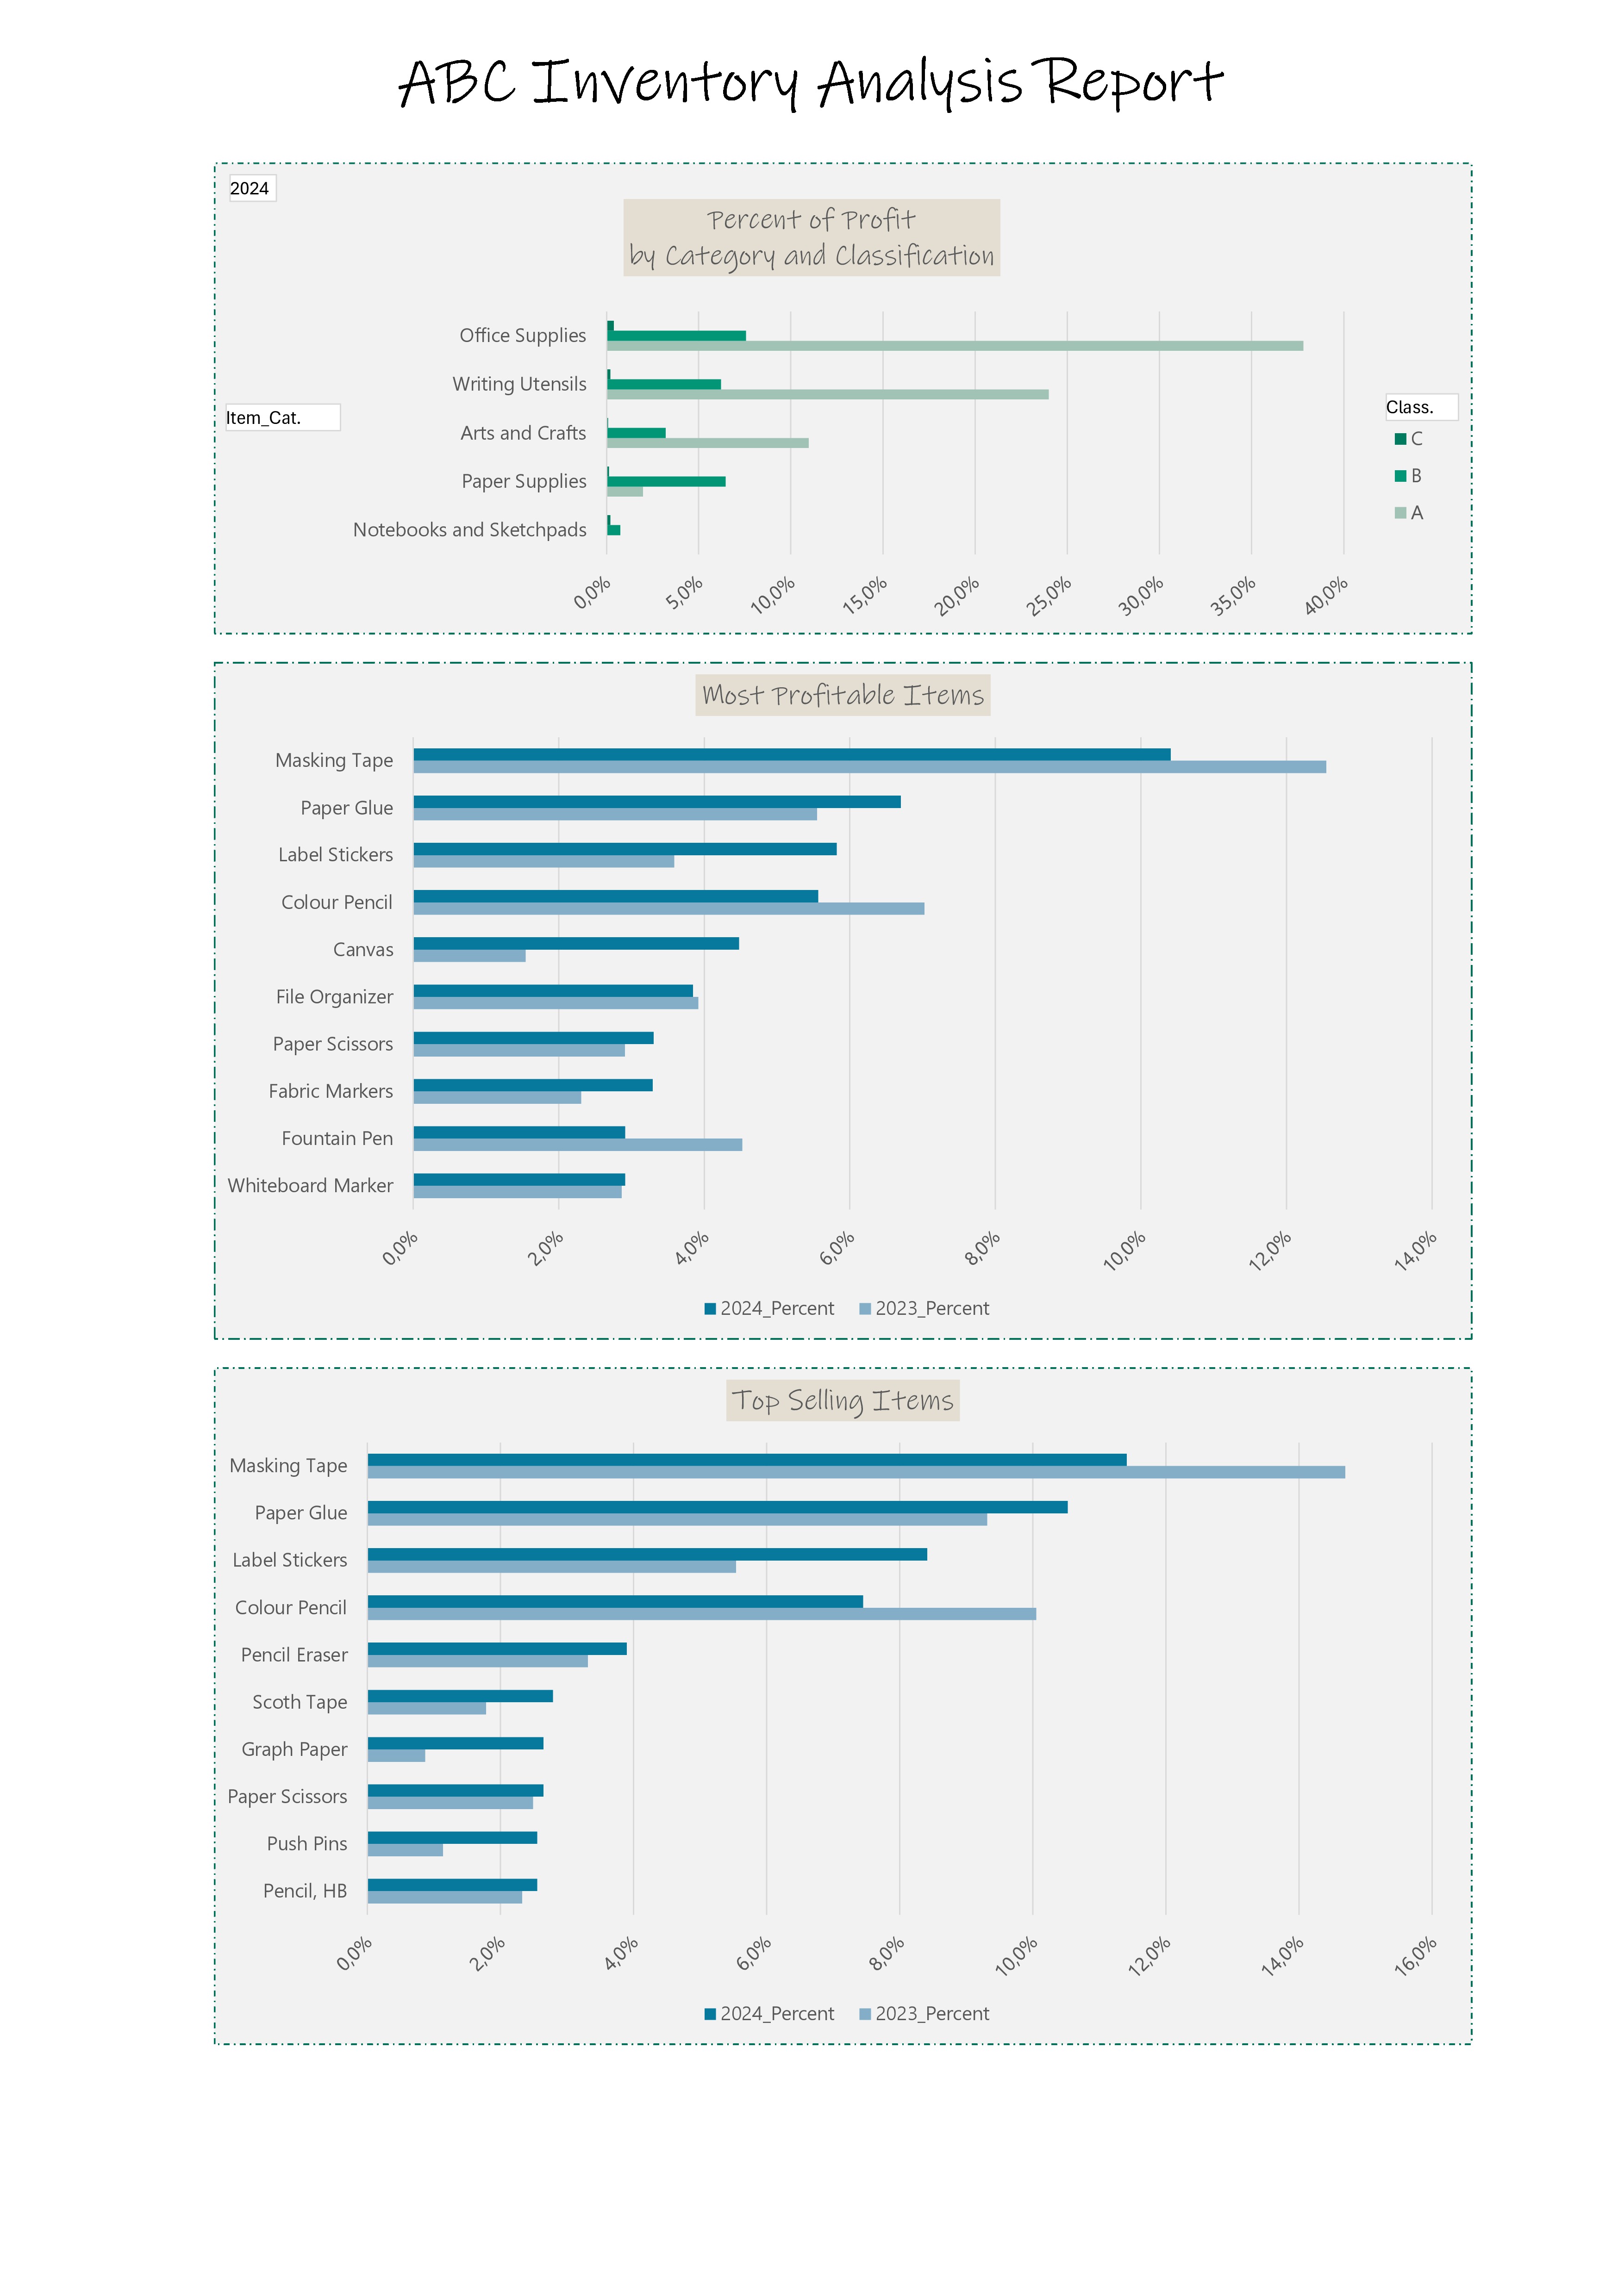 ABC Inventory Analysis Report
2024
Percent of Profit
by Category and Classification
Office Supplies
Writing Utensils
Item_Cat.
Arts and Crafts
Paper Supplies
Notebooks and Sketchpads
Class.
C
B
A
0,0% 5,0% 10,0% 15,0% 20,0% 25,0% 30,0% 35,0% 40,0%
Most Profitable Items
Masking Tape
Paper Glue
Label Stickers
Colour Pencil
Canvas
File Organizer
Paper Scissors
Fabric Markers
Fountain Pen
Whiteboard Marker
0,0% 2,0% 4,0% 6,0% 8,0% 10,0% 12,0% 14,0%
2024_Percent 2023_Percent
Top Selling Items
Masking Tape
Paper Glue
Label Stickers
Colour Pencil
Pencil Eraser
Scoth Tape
Graph Paper
Paper Scissors
Push Pins
Pencil, HB
0,0% 2,0% 4,0% 6,0% 8,0% 10,0% 12,0% 14,0% 16,0%
2024_Percent 2023_Percent